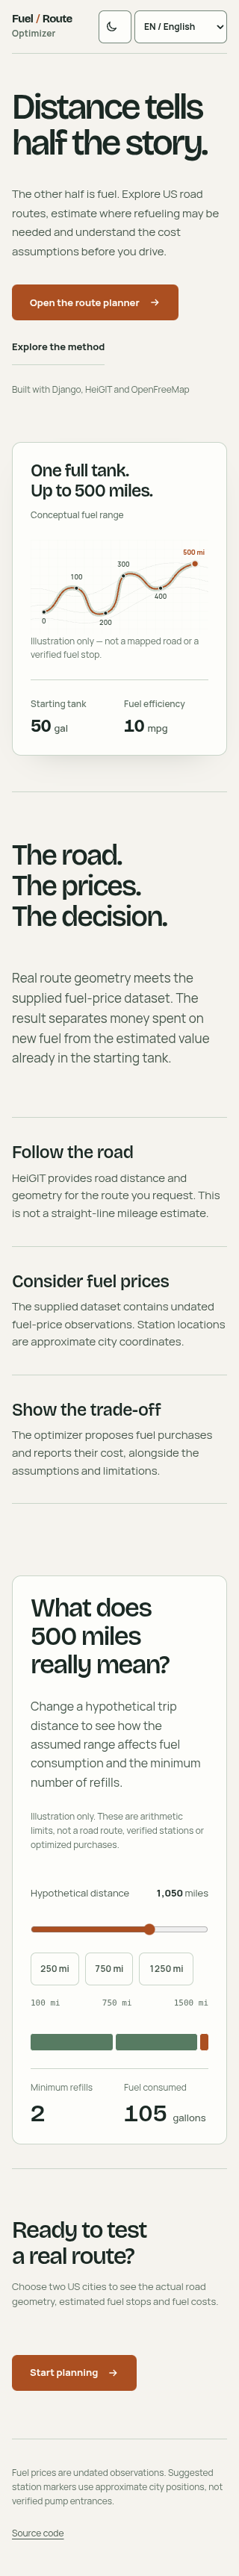 Fuel / Route
Optimizer
EN / English
Distance tells
half the story.
The other half is fuel. Explore US road
routes, estimate where refueling may be
needed and understand the cost
assumptions before you drive.
Open the route planner →
Explore the method
Built with Django, HeiGIT and OpenFreeMap
One full tank.
Up to 500 miles.
Conceptual fuel range
500 mi
300
100
400
0
200
Illustration only — not a mapped road or a
verified fuel stop.
Starting tank Fuel efficiency
50 gal 10 mpg
The road.
The prices.
The decision.
Real route geometry meets the
supplied fuel-price dataset. The
result separates money spent on
new fuel from the estimated value
already in the starting tank.
Follow the road
HeiGIT provides road distance and
geometry for the route you request. This
is not a straight-line mileage estimate.
Consider fuel prices
The supplied dataset contains undated
fuel-price observations. Station locations
are approximate city coordinates.
Show the trade-off
The optimizer proposes fuel purchases
and reports their cost, alongside the
assumptions and limitations.
What does
500 miles
really mean?
Change a hypothetical trip
distance to see how the
assumed range affects fuel
consumption and the minimum
number of refills.
Illustration only. These are arithmetic
limits, not a road route, verified stations or
optimized purchases.
Hypothetical distance 1,050 miles
250 mi 750 mi 1250 mi
100 mi 750 mi 1500 mi
Minimum refills Fuel consumed
2 105 gallons
Ready to test
a real route?
Choose two US cities to see the actual road
geometry, estimated fuel stops and fuel costs.
Start planning →
Fuel prices are undated observations. Suggested
station markers use approximate city positions, not
verified pump entrances.
Source code